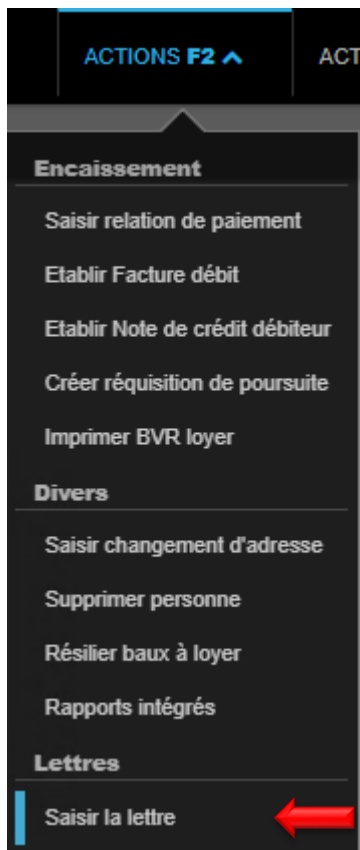 ACTIONS F2
ACT
Encaissement
Saisir relation de paiement
Etablir Facture débit
Etablir Note de crédit débiteur
Créer réquisition de poursuite
Imprimer BVR loyer
Divers
Saisir changement d'adresse
Supprimer personne
Résilier baux à loyer
Rapports intégrés
Lettres
Saisir la lettre